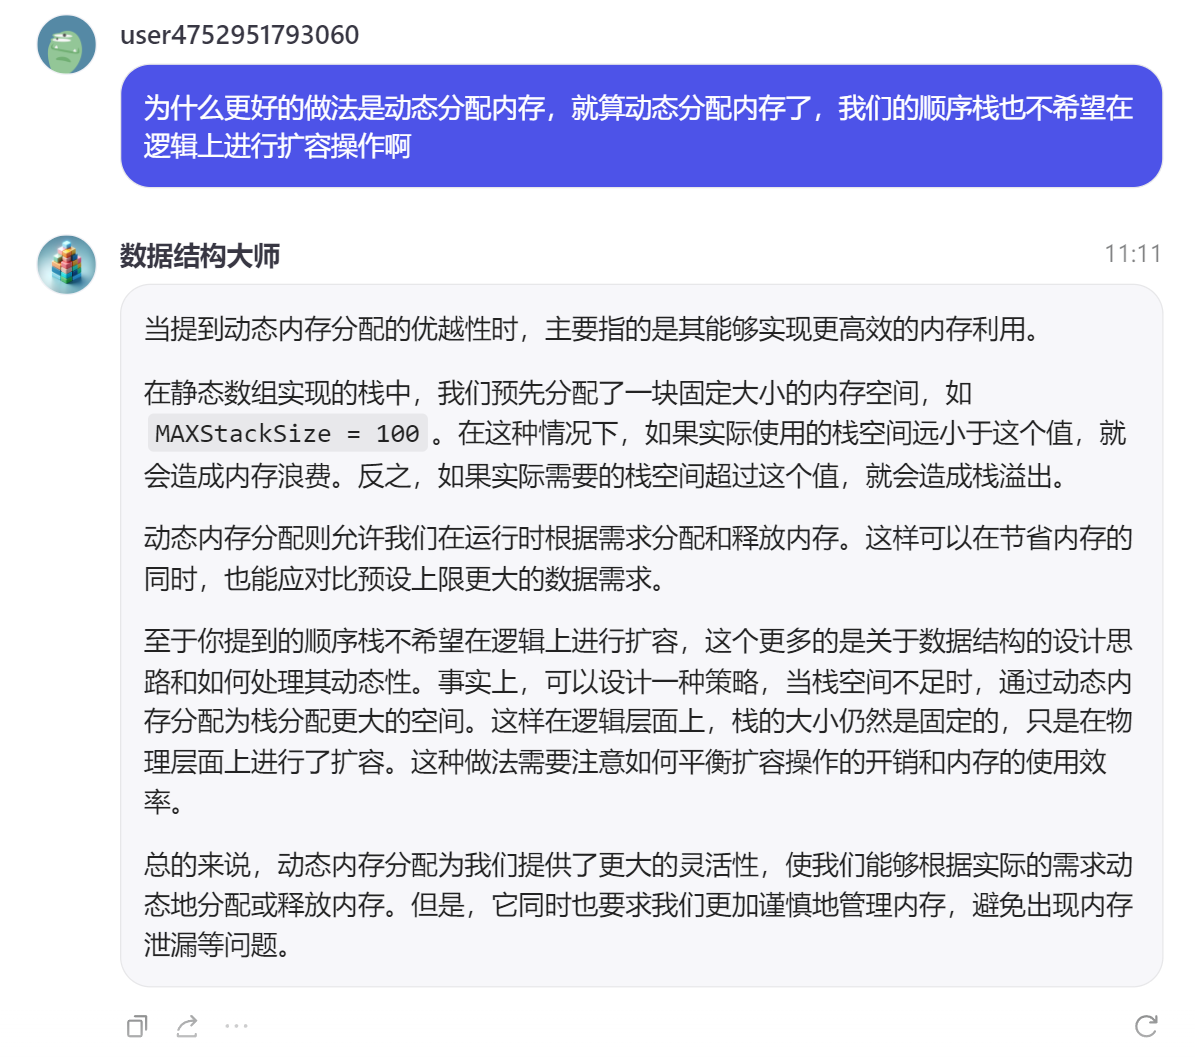 user4752951793060
为什么更好的做法是动态分配内存，就算动态分配内存了，我们的顺序栈也不希望在
逻辑上进行扩容操作啊
数据结构大师
11:11
当提到动态内存分配的优越性时，主要指的是其能够实现更高效的内存利用。
在静态数组实现的栈中，我们预先分配了一块固定大小的内存空间，如
MAXStackSize = 100 。在这种情况下，如果实际使用的栈空间远小于这个值，就
会造成内存浪费。反之，如果实际需要的栈空间超过这个值，就会造成栈溢出。
动态内存分配则允许我们在运行时根据需求分配和释放内存。这样可以在节省内存的
同时，也能应对比预设上限更大的数据需求。
至于你提到的顺序栈不希望在逻辑上进行扩容，这个更多的是关于数据结构的设计思
路和如何处理其动态性。事实上，可以设计一种策略，当栈空间不足时，通过动态内
存分配为栈分配更大的空间。这样在逻辑层面上，栈的大小仍然是固定的，只是在物
理层面上进行了扩容。这种做法需要注意如何平衡扩容操作的开销和内存的使用效
率。
总的来说，动态内存分配为我们提供了更大的灵活性，使我们能够根据实际的需求动
态地分配或释放内存。但是，它同时也要求我们更加谨慎地管理内存，避免出现内存
泄漏等问题。